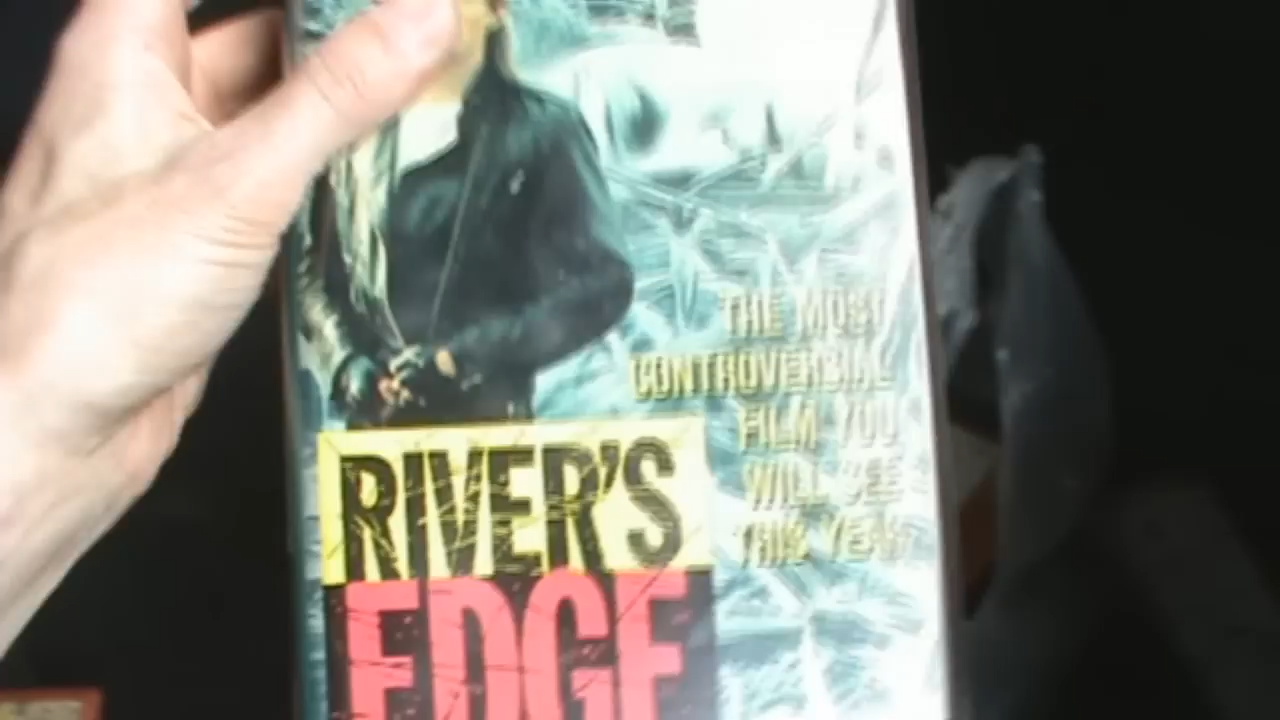 THE MOST
CONTROVERSIAL
FILM YOU
WILL SEE
THIS YEAR
RIVER'S
EDGE